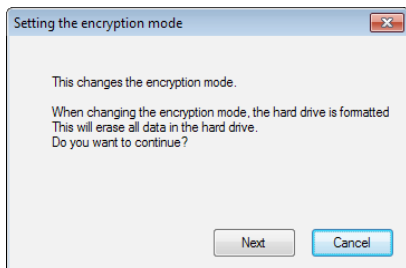 Setting the encryption mode
This changes the encryption mode.
When changing the encryption mode, the hard drive is formatted
This will erase all data in the hard drive.
Do you want to continue?
Next
Cancel